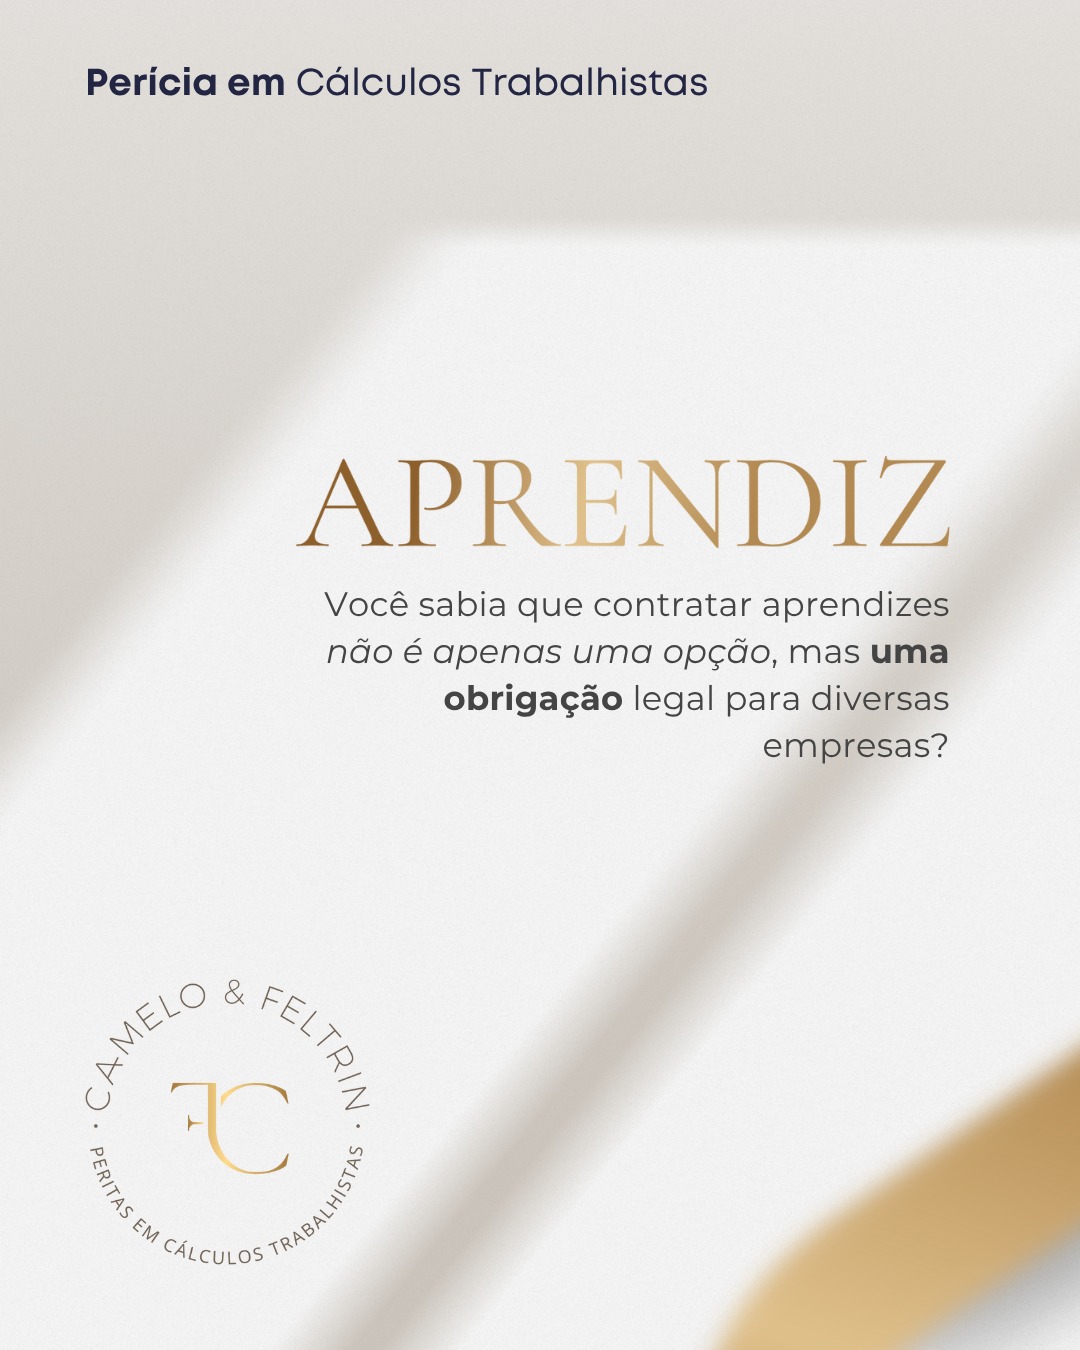 Perícia em Cálculos Trabalhistas
APRENDIZ
Você sabia que contratar aprendizes
não é apenas uma opção, mas uma
obrigação legal para diversas
empresas?
· CAMELO & FELTRIN ·
FC
PERITAS EM CÁLCULOS TRABALHISTAS